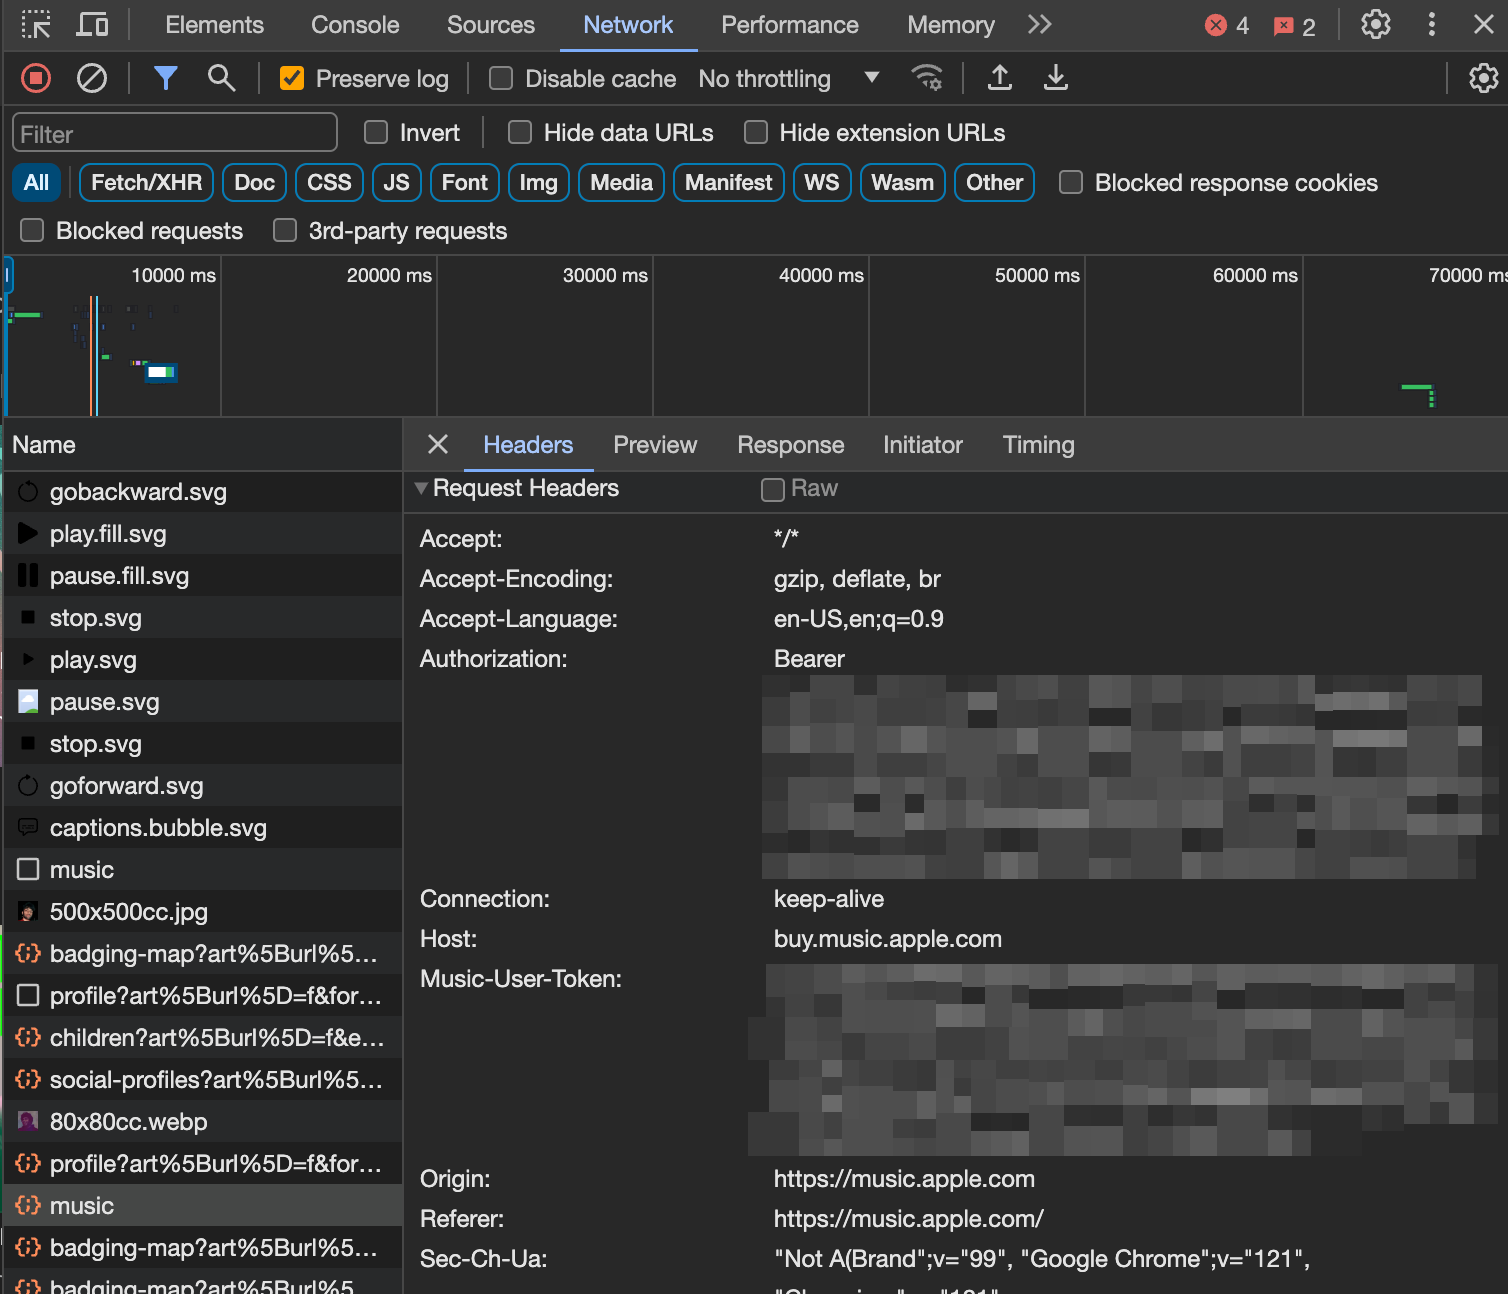 Elements Console Sources Network Performance Memory 4 2
Preserve log Disable cache No throttling
Filter Invert Hide data URLs Hide extension URLs
All Fetch/XHR Doc CSS JS Font Img Media Manifest WS Wasm Other Blocked response cookies
Blocked requests 3rd-party requests
10000 ms 20000 ms 30000 ms 40000 ms 50000 ms 60000 ms 70000 ms
Name Headers Preview Response Initiator Timing
gobackward.svg
play.fill.svg
pause.fill.svg
stop.svg
play.svg
pause.svg
stop.svg
goforward.svg
captions.bubble.svg
music
500x500cc.jpg
badging-map?art%5Burl%5...
profile?art%5Burl%5D=f&for...
children?art%5Burl%5D=f&e...
social-profiles?art%5Burl%5...
80x80cc.webp
profile?art%5Burl%5D=f&for...
music
badging-map?art%5Burl%5...
badging-map?art%5Burl%5
Request Headers Raw
Accept: */*
Accept-Encoding: gzip, deflate, br
Accept-Language: en-US,en;q=0.9
Authorization: Bearer
Connection: keep-alive
Host: buy.music.apple.com
Music-User-Token:
Origin: https://music.apple.com
Referer: https://music.apple.com/
Sec-Ch-Ua: "Not A(Brand";v="99", "Google Chrome";v="121",